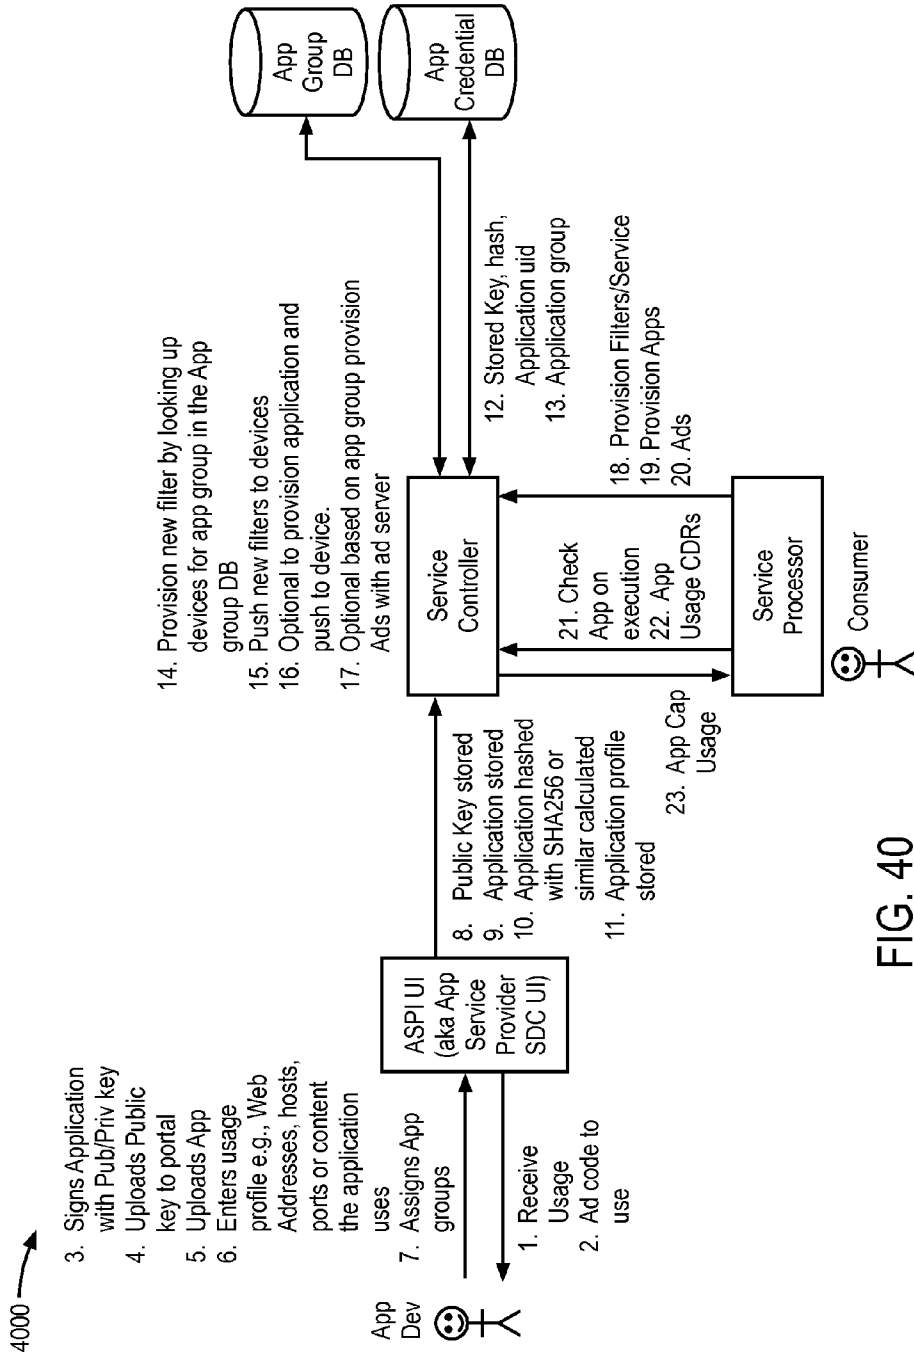 4000
3. Signs Application
with Pub/Priv key
4. Uploads Public
key to portal
5. Uploads App
6. Enters usage
profile e.g., Web
Addresses, hosts,
ports or content
the application
uses
7. Assigns App
groups
App
Dev
1. Receive
Usage
2. Ad code to
use
ASPI UI
(aka App
Service
Provider
SDC UI)
8. Public Key stored
9. Application stored
10. Application hashed
with SHA256 or
similar calculated
11. Application profile
stored
14. Provision new filter by looking up
devices for app group in the App
group DB
15. Push new filters to devices
16. Optional to provision application and
push to device.
17. Optional based on app group provision
Ads with ad server
Service
Controller
21. Check
App on
execution
22. App
Usage CDRs
23. App Cap
Usage
Service
Processor
Consumer
12. Stored Key, hash,
Application uid
13. Application group
18. Provision Filters/Service
19. Provision Apps
20. Ads
App
Group
DB
App
Credential
DB
FIG. 40